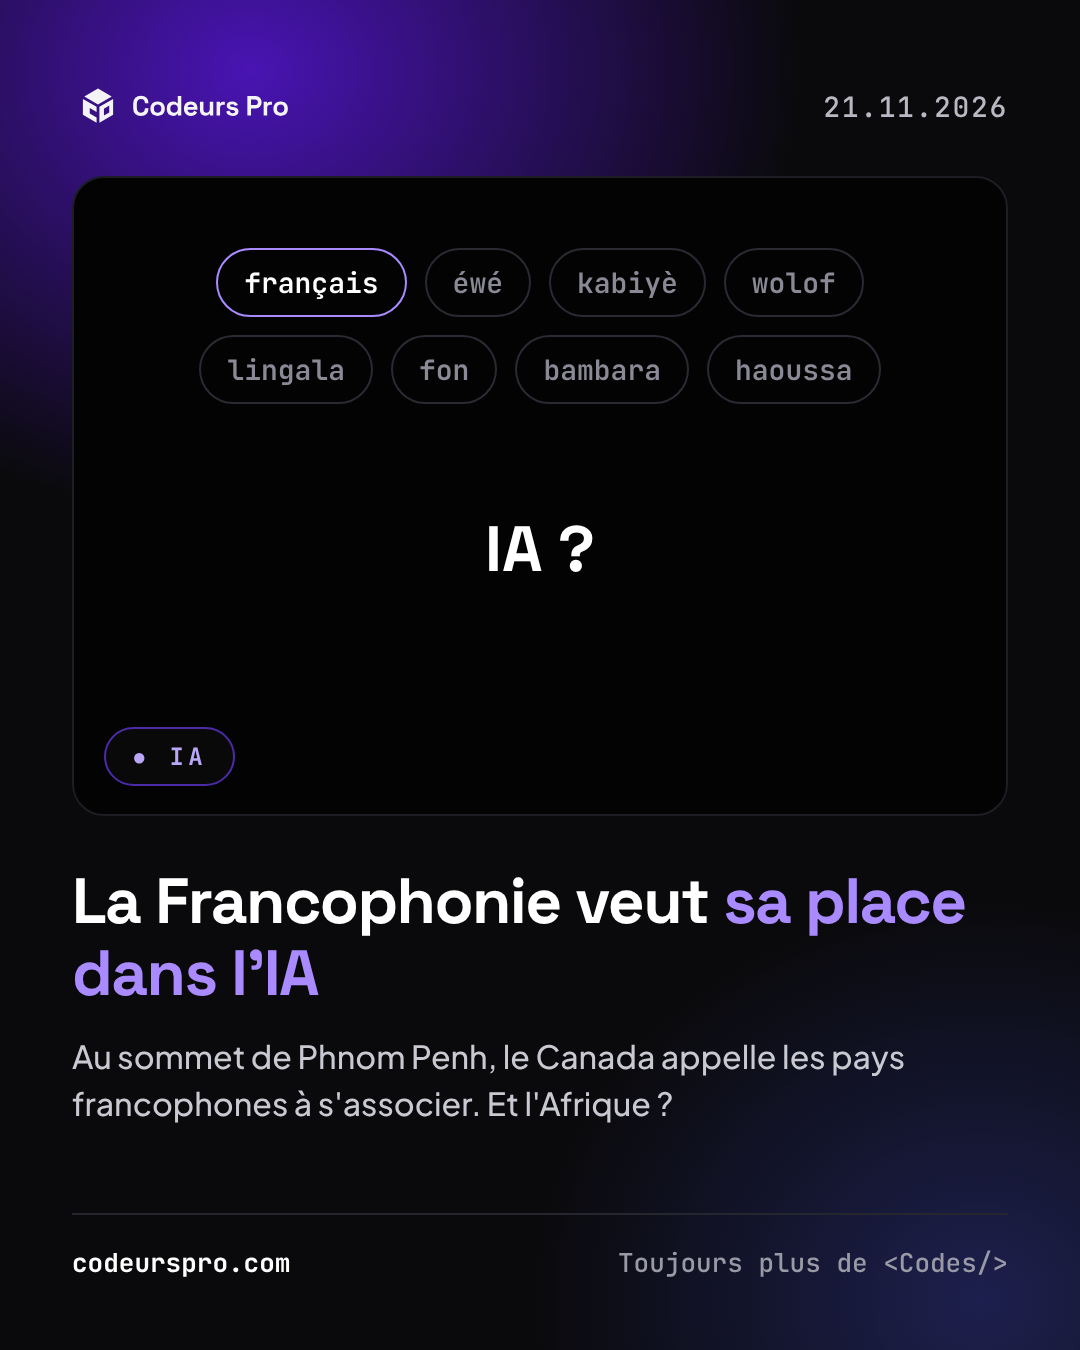 Codeurs Pro
21.11.2026
français éwé kabiyè wolof
lingala fon bambara haoussa
IA ?
• IA
La Francophonie veut sa place
dans l’IA
Au sommet de Phnom Penh, le Canada appelle les pays
francophones à s'associer. Et l'Afrique ?
codeurspro.com
Toujours plus de <Codes/>